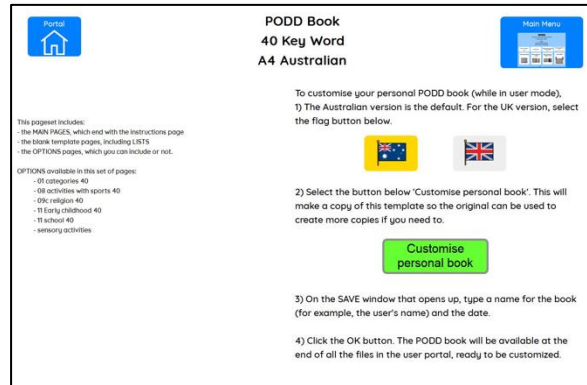 Portal
PODD Book
40 Key Word
A4 Australian
Main Menu
This pageset includes:
- the MAIN PAGES, which end with the instructions page
- the blank template pages, including LISTS
- the OPTIONS pages, which you can include or not.
OPTIONS available in this set of pages:
- 01 categories 40
- 08 activities with sports 40
- 09c religion 40
- 11 Early childhood 40
- 11 school 40
- sensory activities
To customise your personal PODD book (while in user mode),
1) The Australian version is the default. For the UK version, select
the flag button below.
2) Select the button below 'Customise personal book'. This will
make a copy of this template so the original can be used to
create more copies if you need to.
Customise
personal book
3) On the SAVE window that opens up, type a name for the book
(for example, the user's name) and the date.
4) Click the OK button. The PODD book will be available at the
end of all the files in the user portal, ready to be customized.